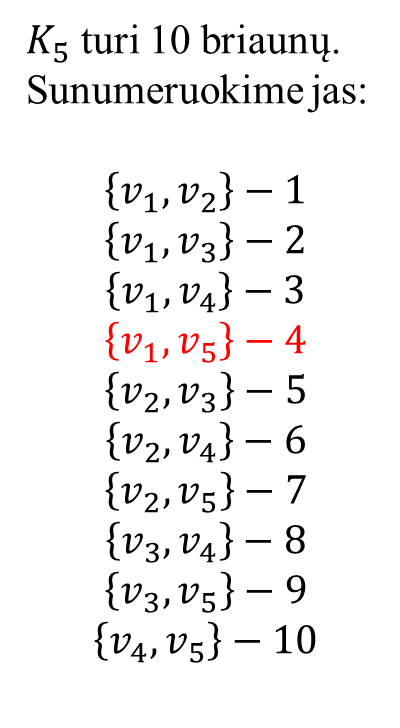 K₅ turi 10 briaunų.
Sunumeruokime jas:
{v₁, v₂} − 1
{v₁, v₃} − 2
{v₁, v₄} − 3
{v₁, v₅} − 4
{v₂, v₃} − 5
{v₂, v₄} − 6
{v₂, v₅} − 7
{v₃, v₄} − 8
{v₃, v₅} − 9
{v₄, v₅} − 10